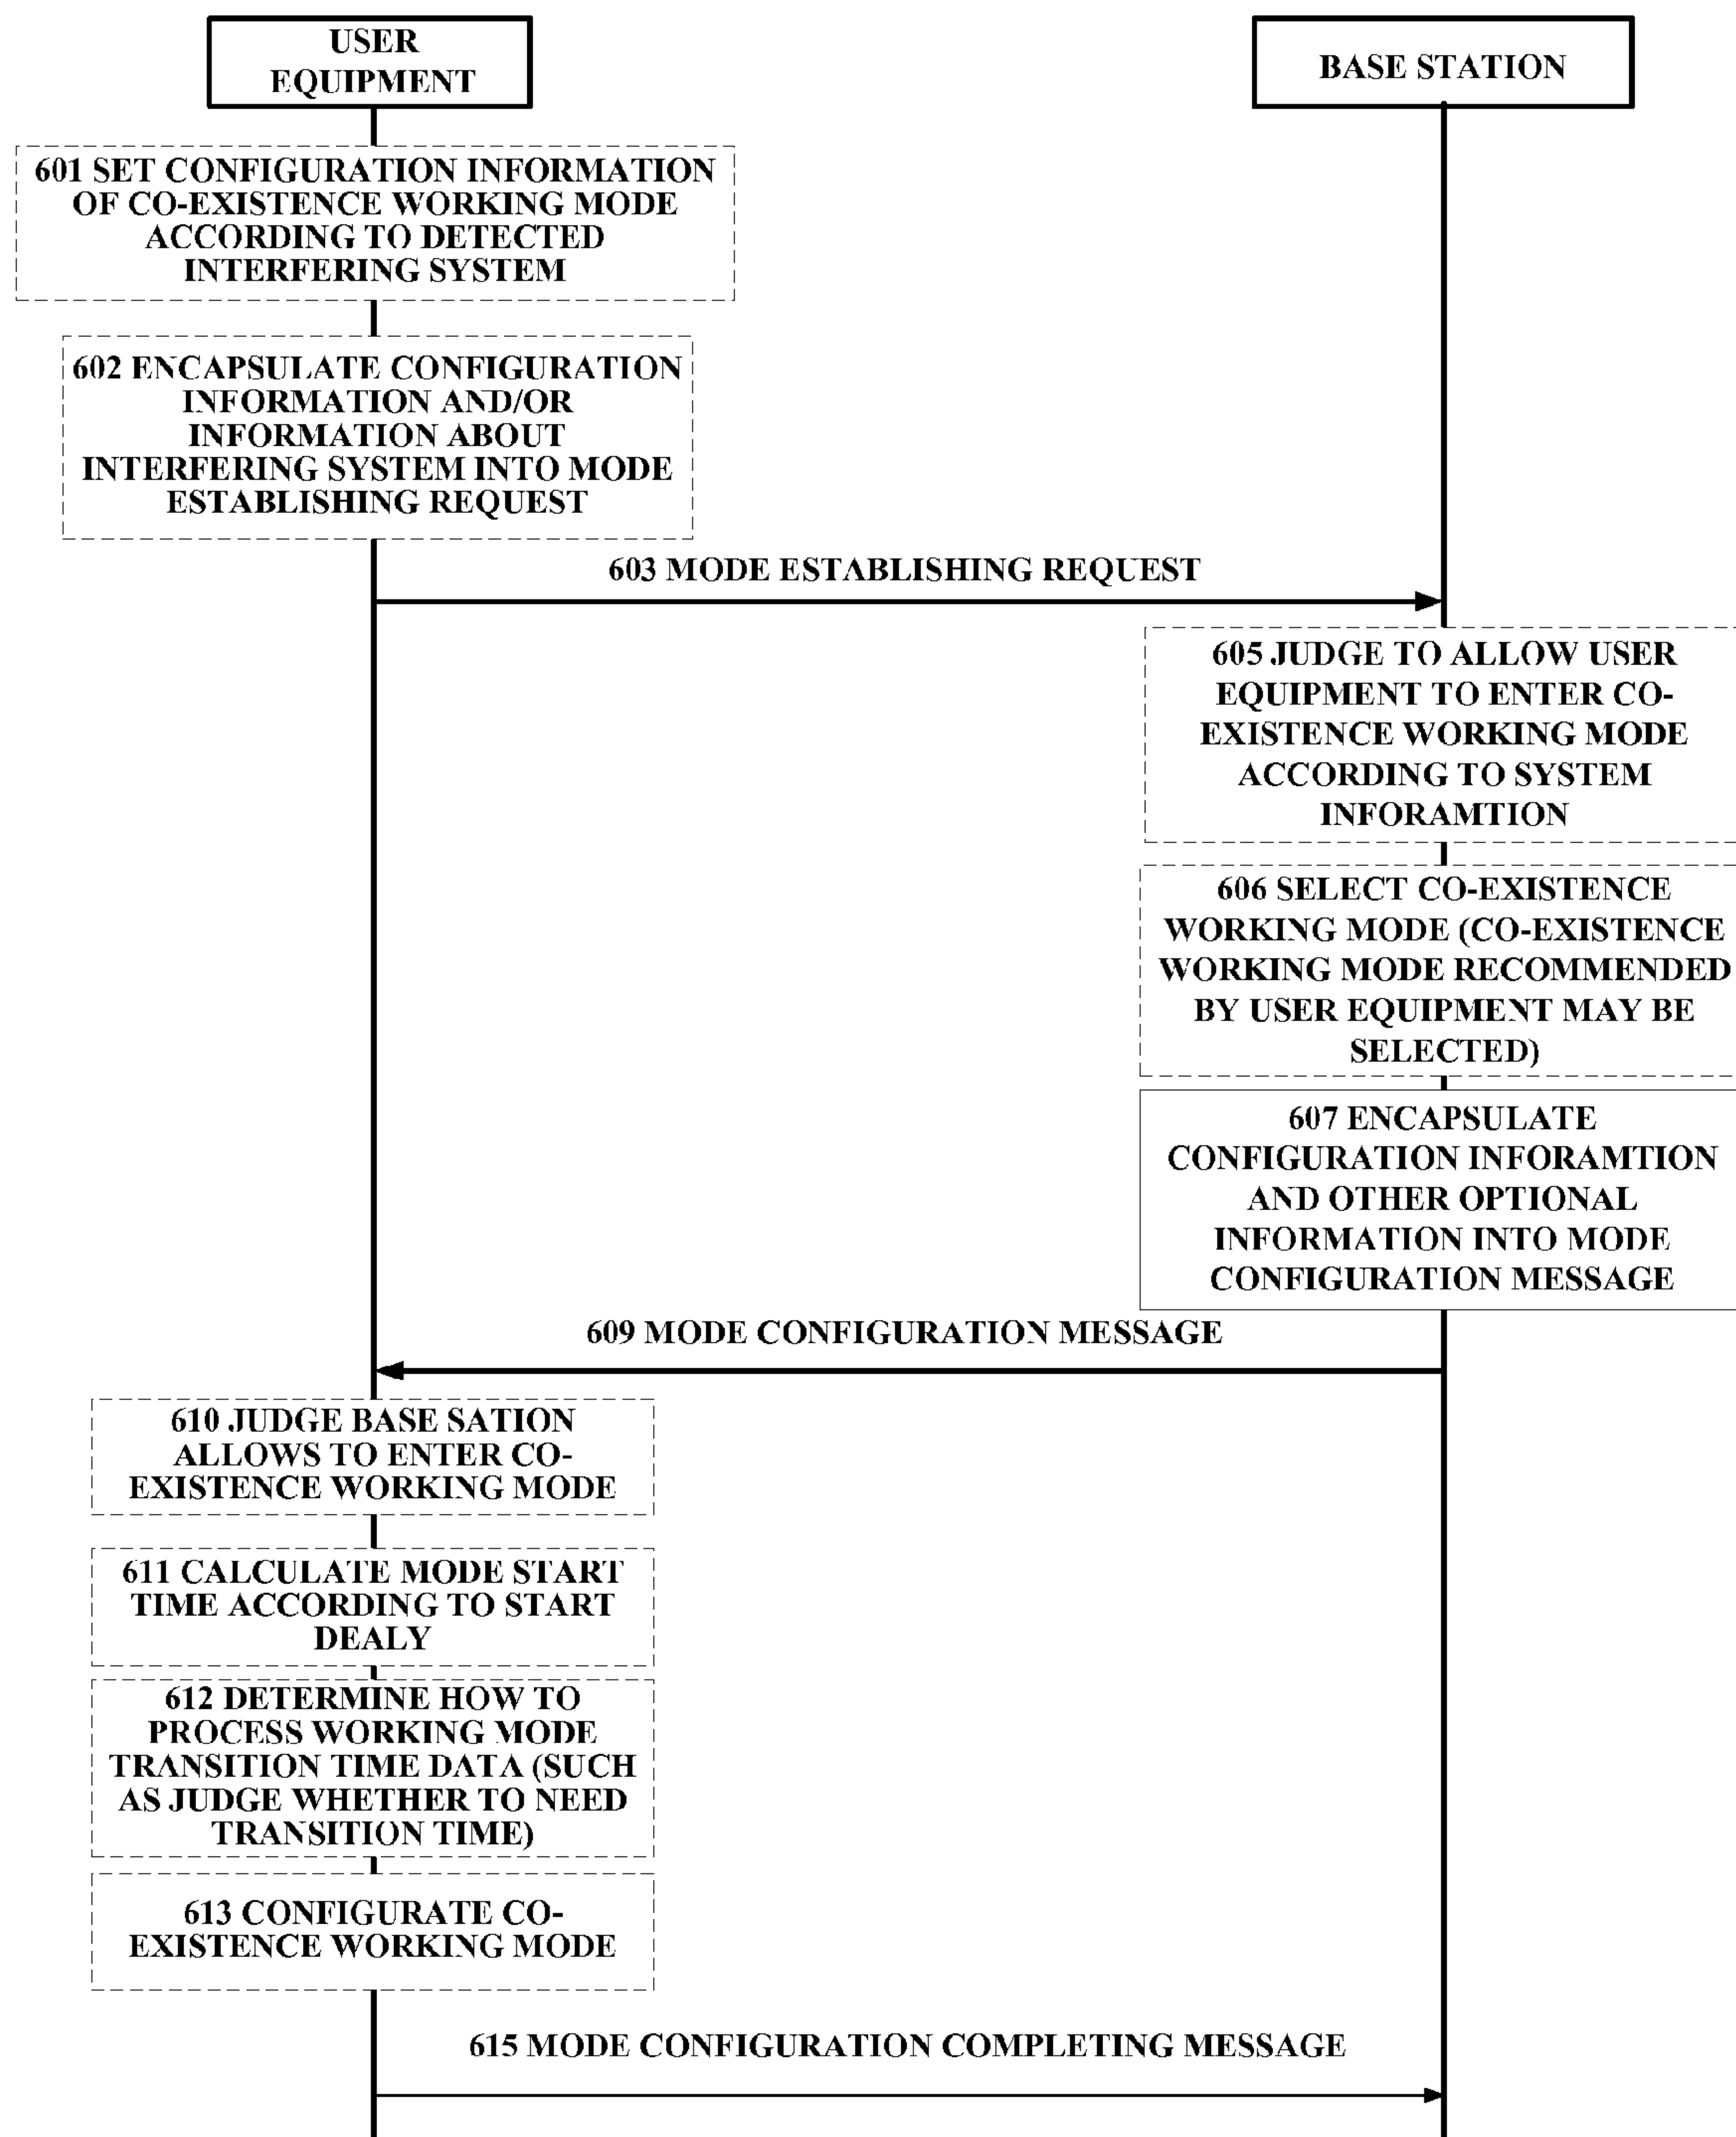 USER
EQUIPMENT
BASE STATION
601 SET CONFIGURATION INFORMATION
OF CO-EXISTENCE WORKING MODE
ACCORDING TO DETECTED
INTERFERING SYSTEM
602 ENCAPSULATE CONFIGURATION
INFORMATION AND/OR
INFORMATION ABOUT
INTERFERING SYSTEM INTO MODE
ESTABLISHING REQUEST
603 MODE ESTABLISHING REQUEST
605 JUDGE TO ALLOW USER
EQUIPMENT TO ENTER CO-
EXISTENCE WORKING MODE
ACCORDING TO SYSTEM
INFORAMTION
606 SELECT CO-EXISTENCE
WORKING MODE (CO-EXISTENCE
WORKING MODE RECOMMENDED
BY USER EQUIPMENT MAY BE
SELECTED)
607 ENCAPSULATE
CONFIGURATION INFORAMTION
AND OTHER OPTIONAL
INFORMATION INTO MODE
CONFIGURATION MESSAGE
609 MODE CONFIGURATION MESSAGE
610 JUDGE BASE SATION
ALLOWS TO ENTER CO-
EXISTENCE WORKING MODE
611 CALCULATE MODE START
TIME ACCORDING TO START
DEALY
612 DETERMINE HOW TO
PROCESS WORKING MODE
TRANSITION TIME DATA (SUCH
AS JUDGE WHETHER TO NEED
TRANSITION TIME)
613 CONFIGURATE CO-
EXISTENCE WORKING MODE
615 MODE CONFIGURATION COMPLETING MESSAGE